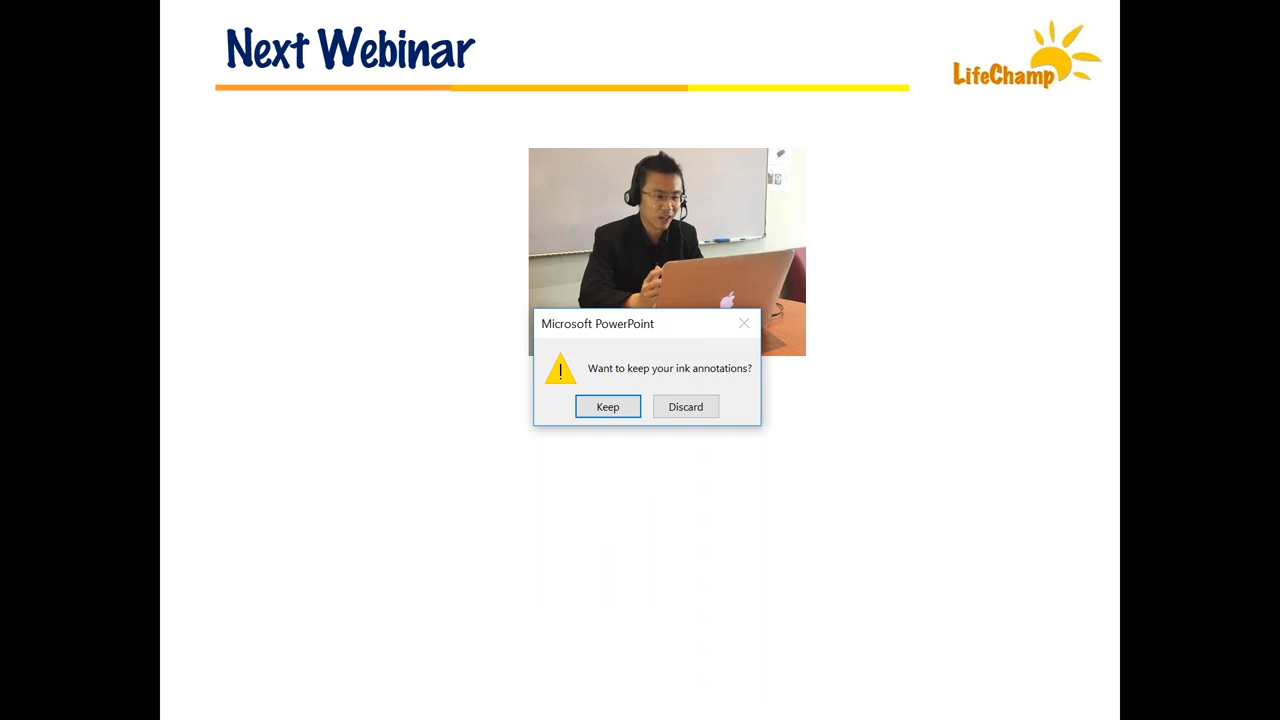 Next Webinar
LifeChamp
Microsoft PowerPoint
Want to keep your ink annotations?
Keep
Discard